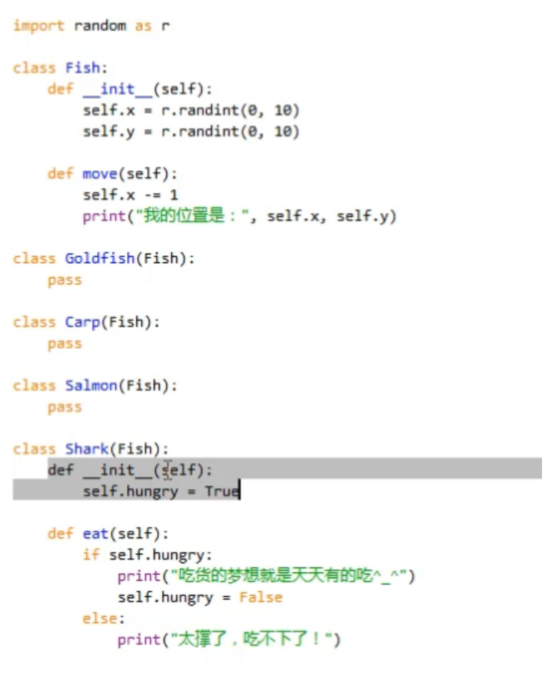 import random as r
class Fish:
def __init__(self):
self.x = r.randint(0, 10)
self.y = r.randint(0, 10)
def move(self):
self.x -= 1
print("我的位置是：", self.x, self.y)
class Goldfish(Fish):
pass
class Carp(Fish):
pass
class Salmon(Fish):
pass
class Shark(Fish):
def __init__(self):
self.hungry = True
def eat(self):
if self.hungry:
print("吃货的梦想就是天天有的吃^_^")
self.hungry = False
else:
print("太撑了，吃不下了！")